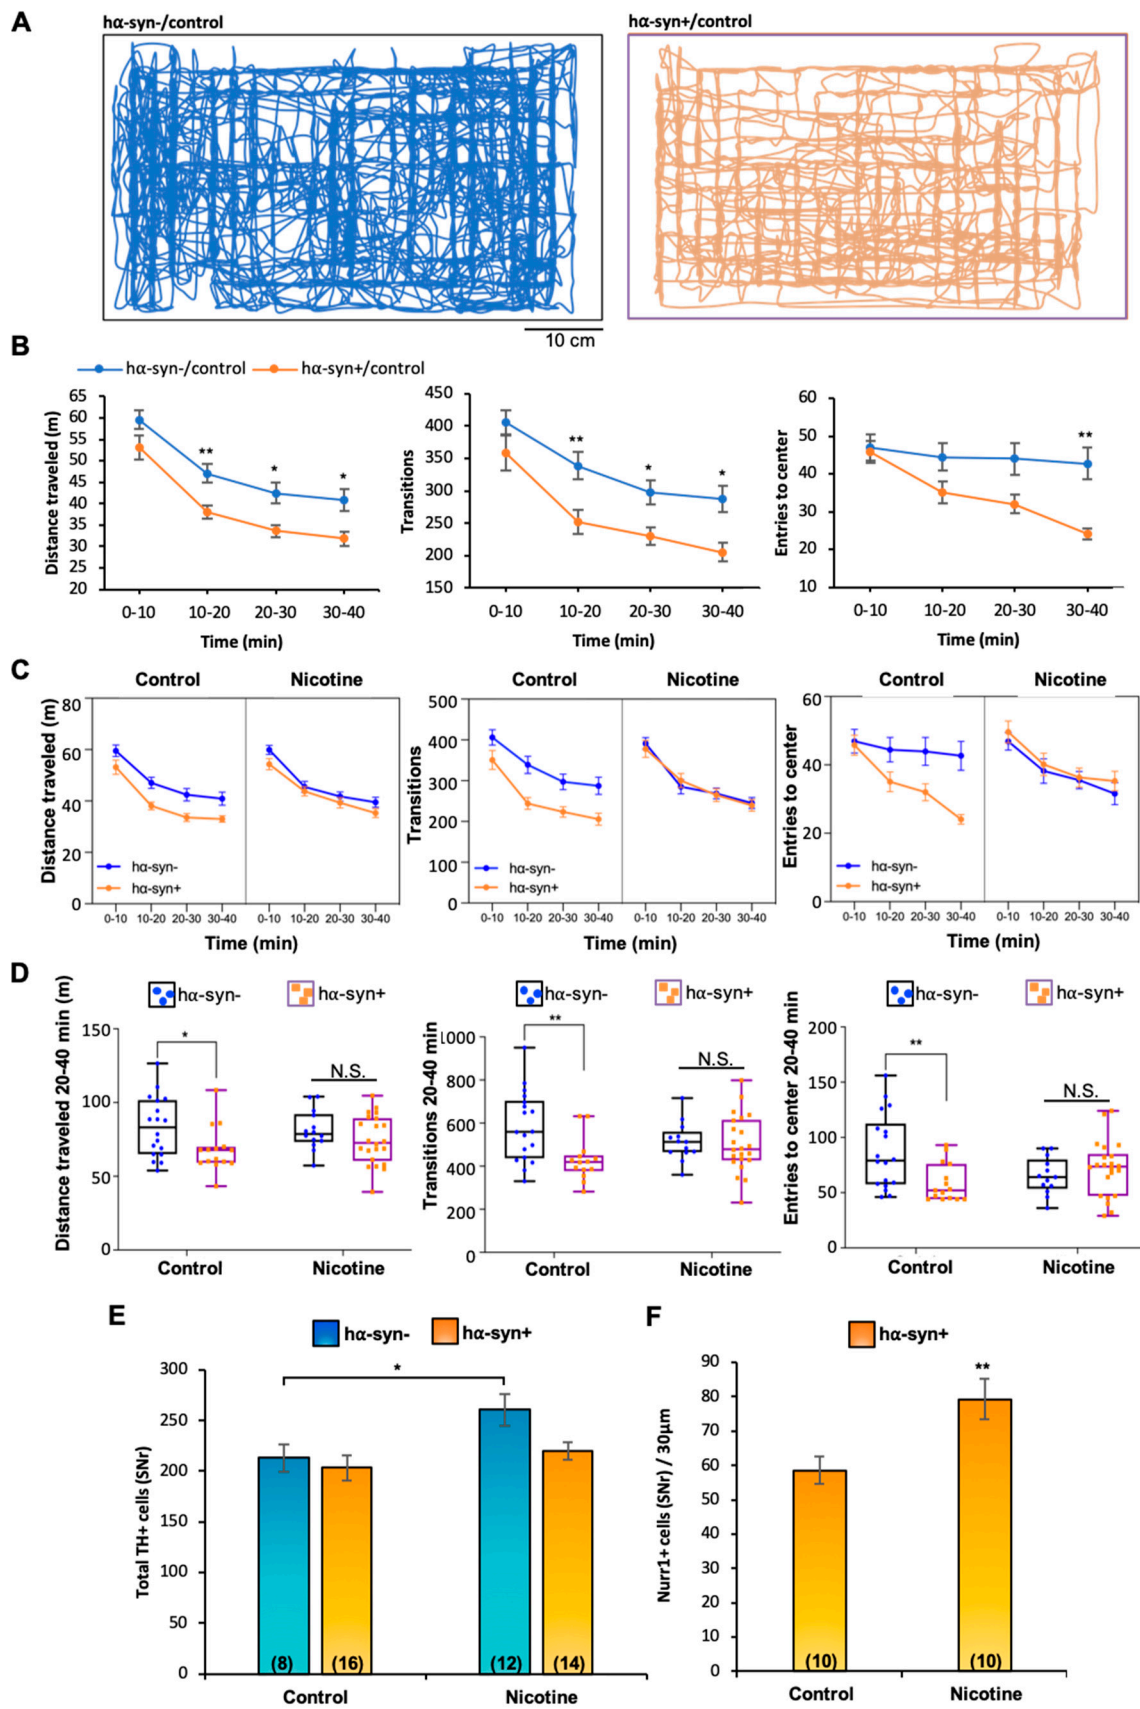 A
hα-syn-/control
hα-syn+/control
10 cm
B
hα-syn-/control
hα-syn+/control
Distance traveled (m)
65
60
55
50
45
40
35
30
25
20
**
*
*
0-10
10-20
20-30
30-40
Time (min)
Transitions
450
400
350
300
250
200
150
**
*
*
0-10
10-20
20-30
30-40
Time (min)
Entries to center
60
50
40
30
20
10
**
0-10
10-20
20-30
30-40
Time (min)
C
Control
Nicotine
Distance traveled (m)
80
60
40
20
0
hα-syn-
hα-syn+
0-10
10-20
20-30
30-40
0-10
10-20
20-30
30-40
Time (min)
Control
Nicotine
Transitions
500
400
300
200
100
0
hα-syn-
hα-syn+
0-10
10-20
20-30
30-40
0-10
10-20
20-30
30-40
Time (min)
Control
Nicotine
Entries to center
60
40
20
0
hα-syn-
hα-syn+
0-10
10-20
20-30
30-40
0-10
10-20
20-30
30-40
Time (min)
D
hα-syn-
hα-syn+
Distance traveled 20-40 min (m)
150
100
50
0
*
N.S.
Control
Nicotine
hα-syn-
hα-syn+
Transitions 20-40 min
1000
800
600
400
200
0
**
N.S.
Control
Nicotine
hα-syn-
hα-syn+
Entries to center 20-40 min
200
150
100
50
0
**
N.S.
Control
Nicotine
E
hα-syn-
hα-syn+
Total TH+ cells (SNr)
300
250
200
150
100
50
0
*
(8)
(16)
(12)
(14)
Control
Nicotine
F
hα-syn+
Nurr1+ cells (SNr) / 30μm
90
80
70
60
50
40
30
20
10
0
**
(10)
(10)
Control
Nicotine